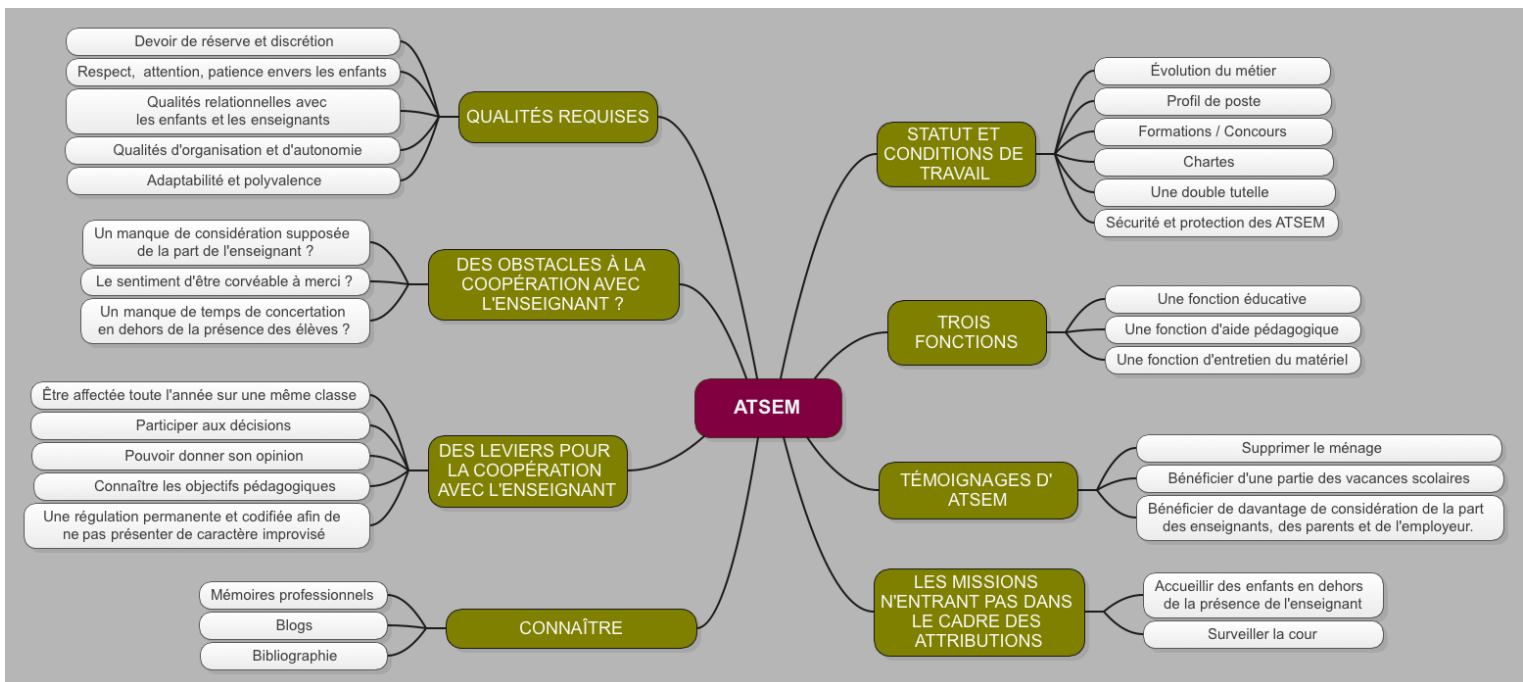 Devoir de réserve et discrétion
Respect, attention, patience envers les enfants
Qualités relationnelles avec
les enfants et les enseignants
Qualités d'organisation et d'autonomie
Adaptabilité et polyvalence
QUALITÉS REQUISES
Un manque de considération supposée
de la part de l'enseignant ?
Le sentiment d'être corvéable à merci ?
Un manque de temps de concertation
en dehors de la présence des élèves ?
DES OBSTACLES À LA
COOPÉRATION AVEC
L'ENSEIGNANT ?
Être affectée toute l'année sur une même classe
Participer aux décisions
Pouvoir donner son opinion
Connaître les objectifs pédagogiques
Une régulation permanente et codifiée afin de
ne pas présenter de caractère improvisé
DES LEVIERS POUR
LA COOPÉRATION
AVEC L'ENSEIGNANT
Mémoires professionnels
Blogs
Bibliographie
CONNAÎTRE
ATSEM
STATUT ET
CONDITIONS DE
TRAVAIL
Évolution du métier
Profil de poste
Formations / Concours
Chartes
Une double tutelle
Sécurité et protection des ATSEM
TROIS
FONCTIONS
Une fonction éducative
Une fonction d'aide pédagogique
Une fonction d'entretien du matériel
TÉMOIGNAGES D'
ATSEM
Supprimer le ménage
Bénéficier d'une partie des vacances scolaires
Bénéficier de davantage de considération de la part
des enseignants, des parents et de l'employeur.
LES MISSIONS
N'ENTRANT PAS DANS
LE CADRE DES
ATTRIBUTIONS
Accueillir des enfants en dehors
de la présence de l'enseignant
Surveiller la cour